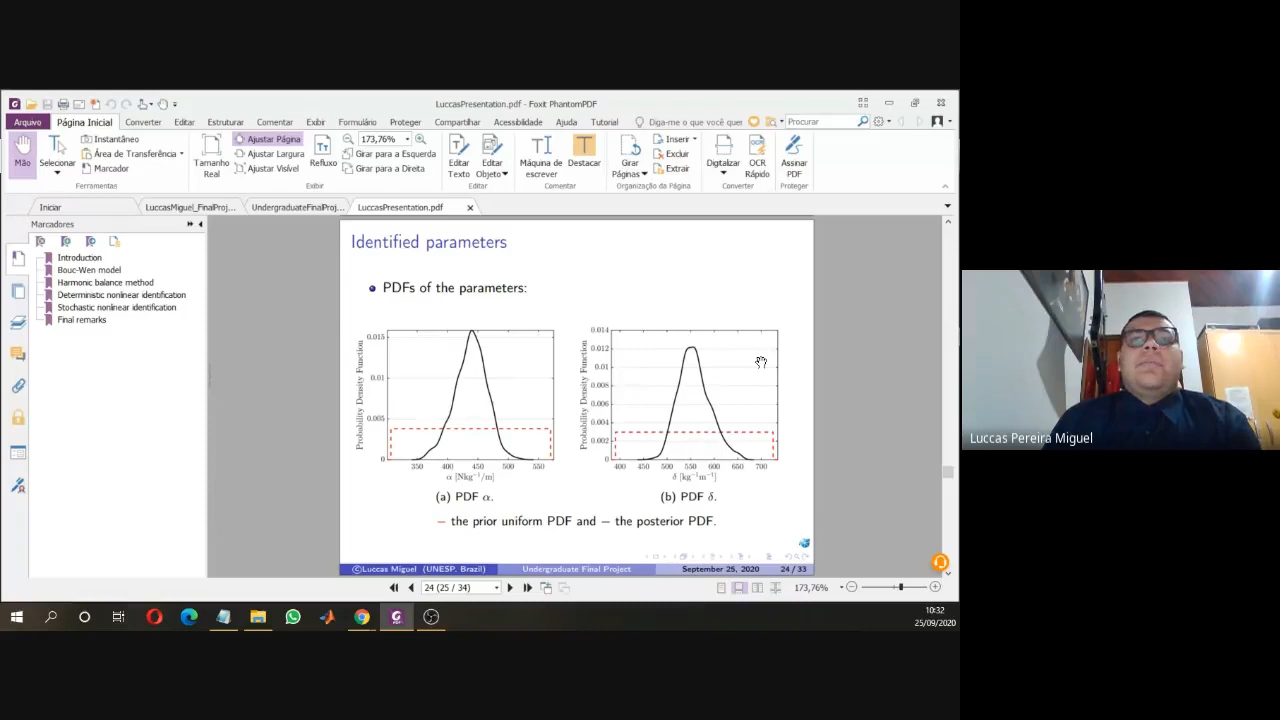 LuccasPresentation.pdf - Foxit PhantomPDF
Arquivo Página Inicial Converter Editar Estruturar Comentar Exibir Formulário Proteger Compartilhar Acessibilidade Ajuda Tutorial Diga-me o que você quer Procurar
Mão
Selecionar
Instantâneo
Área de Transferência
Marcador
Ferramentas
Tamanho Real
Ajustar Página
Ajustar Largura
Ajustar Visível
Refluxo
173,76%
Girar para a Esquerda
Girar para a Direita
Exibir
Editar Texto
Editar Objeto
Editar
Máquina de escrever
Destacar
Comentar
Girar Páginas
Inserir
Excluir
Extrair
Organização da Página
Digitalizar
OCR Rápido
Converter
Assinar PDF
Proteger
Iniciar LuccasMiguel_FinalProj... UndergraduateFinalProj... LuccasPresentation.pdf
Marcadores
Introduction
Bouc-Wen model
Harmonic balance method
Deterministic nonlinear identification
Stochastic nonlinear identification
Final remarks
Identified parameters
PDFs of the parameters:
Probability Density Function
0.015
0.01
0.005
0
350 400 450 500 550
α [Nkg⁻¹/m]
(a) PDF α.
Probability Density Function
0.014
0.012
0.01
0.008
0.006
0.004
0.002
0
400 450 500 550 600 650 700
δ [kg⁻¹m⁻¹]
(b) PDF δ.
– the prior uniform PDF and – the posterior PDF.
©Luccas Miguel (UNESP, Brazil) Undergraduate Final Project September 25, 2020 24 / 33
24 (25 / 34) 173,76%
10:32
25/09/2020
Luccas Pereira Miguel